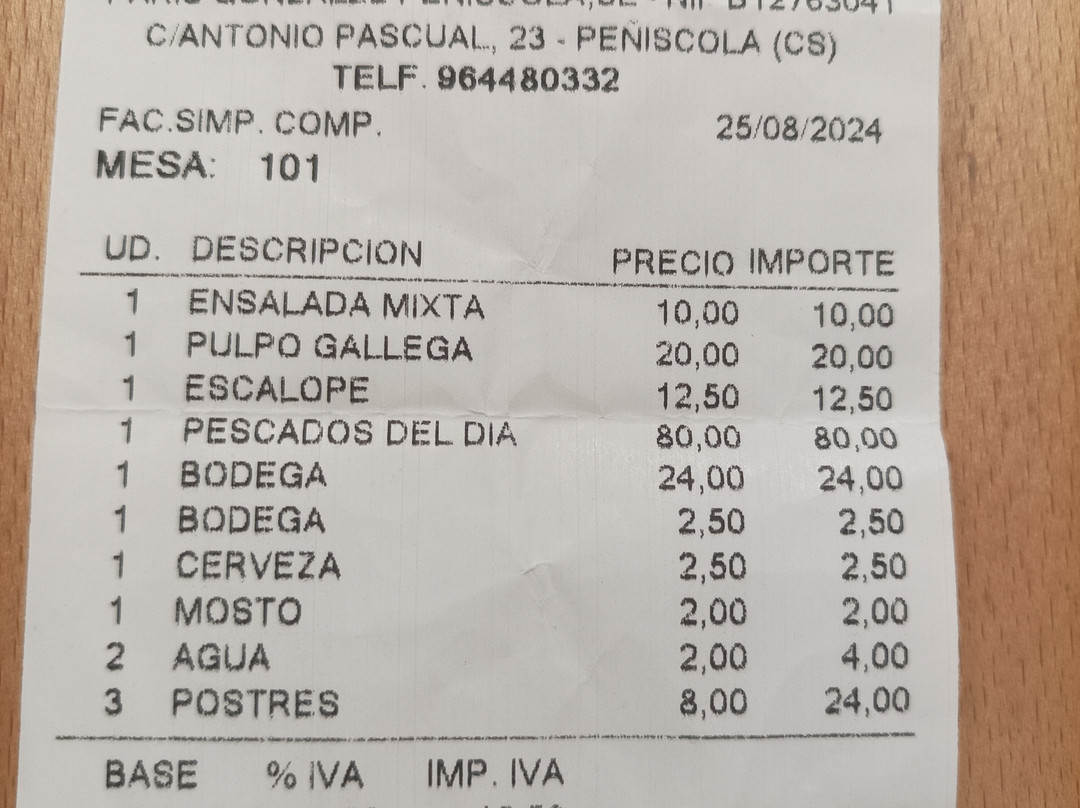 C/ANTONIO PASCUAL, 23 - PEÑISCOLA (CS)
TELF. 964480332
FAC.SIMP. COMP. 25/08/2024
MESA: 101
UD. DESCRIPCION PRECIO IMPORTE
1 ENSALADA MIXTA 10,00 10,00
1 PULPO GALLEGA 20,00 20,00
1 ESCALOPE 12,50 12,50
1 PESCADOS DEL DIA 80,00 80,00
1 BODEGA 24,00 24,00
1 BODEGA 2,50 2,50
1 CERVEZA 2,50 2,50
1 MOSTO 2,00 2,00
2 AGUA 2,00 4,00
3 POSTRES 8,00 24,00
BASE % IVA IMP. IVA